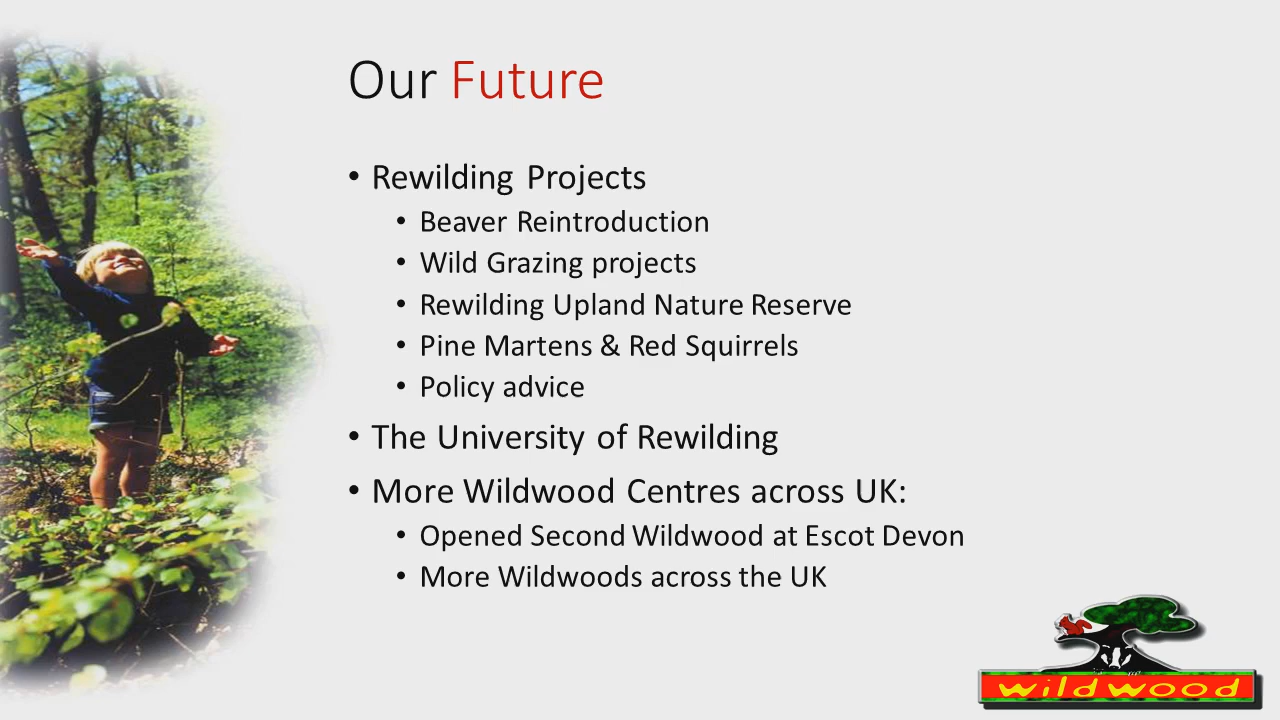 Our Future
• Rewilding Projects
• Beaver Reintroduction
• Wild Grazing projects
• Rewilding Upland Nature Reserve
• Pine Martens & Red Squirrels
• Policy advice
• The University of Rewilding
• More Wildwood Centres across UK:
• Opened Second Wildwood at Escot Devon
• More Wildwoods across the UK
wildwood